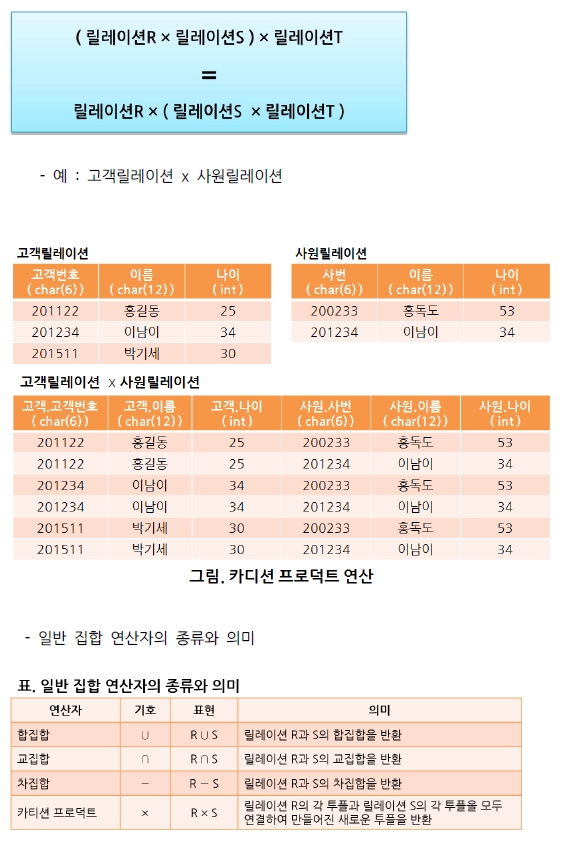 ( 릴레이션R × 릴레이션S ) × 릴레이션T
=
릴레이션R × ( 릴레이션S × 릴레이션T )
- 예 : 고객릴레이션 x 사원릴레이션
고객릴레이션
고객번호 이름 나이
( char(6)) ( char(12)) ( int )
201122 홍길동 25
201234 이남이 34
201511 박기세 30
사원릴레이션
사번 이름 나이
( char(6)) ( char(12)) ( int )
200233 홍독도 53
201234 이남이 34
고객릴레이션 x 사원릴레이션
고객.고객번호 고객.이름 고객.나이 사원.사번 사원.이름 사원.나이
( char(6)) ( char(12)) ( int ) ( char(6)) ( char(12)) ( int )
201122 홍길동 25 200233 홍독도 53
201122 홍길동 25 201234 이남이 34
201234 이남이 34 200233 홍독도 53
201234 이남이 34 201234 이남이 34
201511 박기세 30 200233 홍독도 53
201511 박기세 30 201234 이남이 34
그림. 카디션 프로덕트 연산
- 일반 집합 연산자의 종류와 의미
표. 일반 집합 연산자의 종류와 의미
연산자 기호 표현 의미
합집합 ∪ R ∪ S 릴레이션 R과 S의 합집합을 반환
교집합 ∩ R ∩ S 릴레이션 R과 S의 교집합을 반환
차집합 − R − S 릴레이션 R과 S의 차집합을 반환
카티션 프로덕트 × R × S 릴레이션 R의 각 투플과 릴레이션 S의 각 투플을 모두
연결하여 만들어진 새로운 투플을 반환